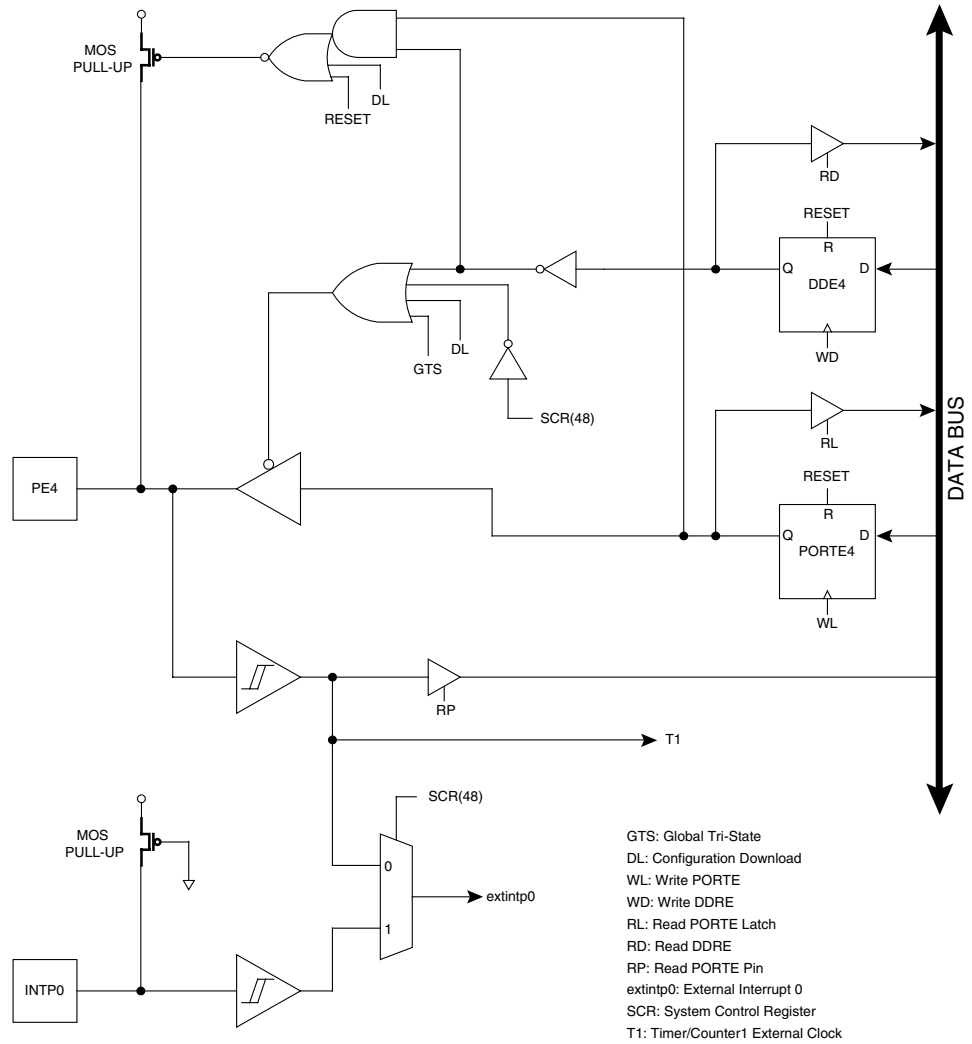 MOS
PULL-UP
DL
RESET
RD
RESET
R
Q
D
DDE4
WD
DL
GTS
SCR(48)
RL
DATA BUS
PE4
RESET
R
Q
D
PORTE4
WL
RP
T1
SCR(48)
MOS
PULL-UP
0
extintp0
1
INTP0
GTS: Global Tri-State
DL: Configuration Download
WL: Write PORTE
WD: Write DDRE
RL: Read PORTE Latch
RD: Read DDRE
RP: Read PORTE Pin
extintp0: External Interrupt 0
SCR: System Control Register
T1: Timer/Counter1 External Clock